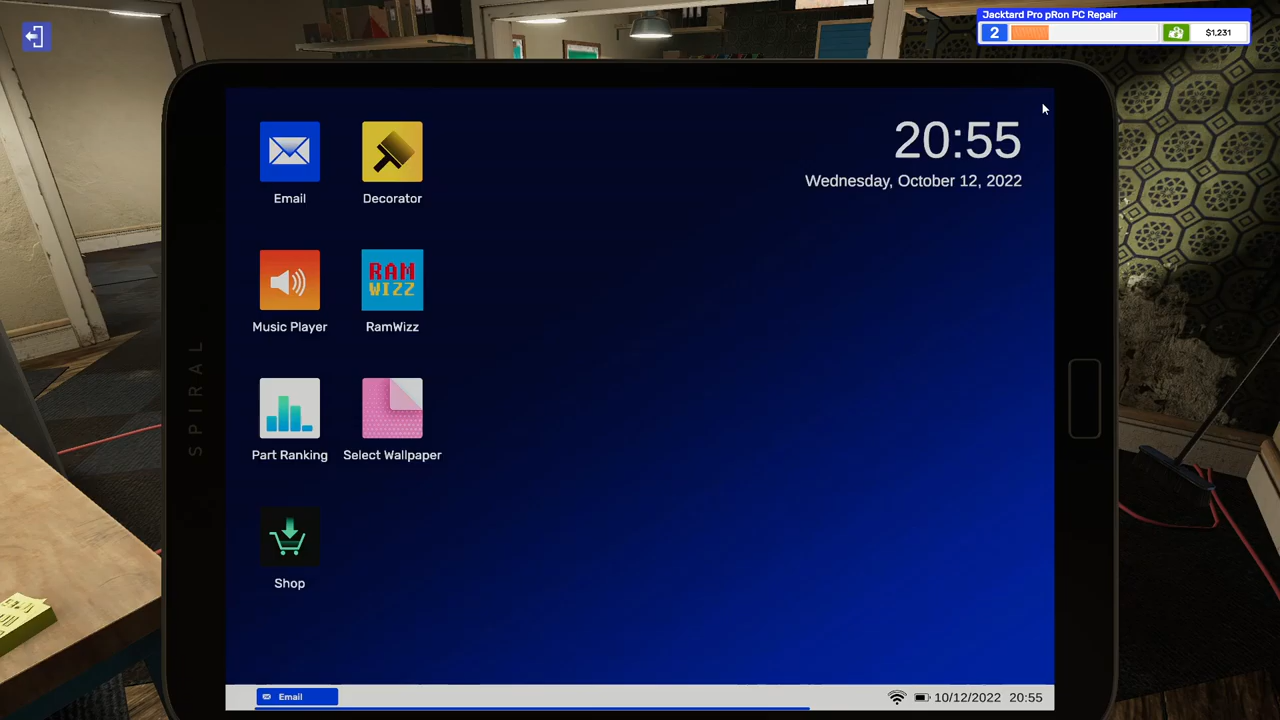 Jacktard Pro pRon PC Repair
2
$1,231
20:55
Wednesday, October 12, 2022
Email
Decorator
RAM
WIZZ
Music Player
RamWizz
Part Ranking
Select Wallpaper
Shop
SPIRAL
Email
10/12/2022 20:55